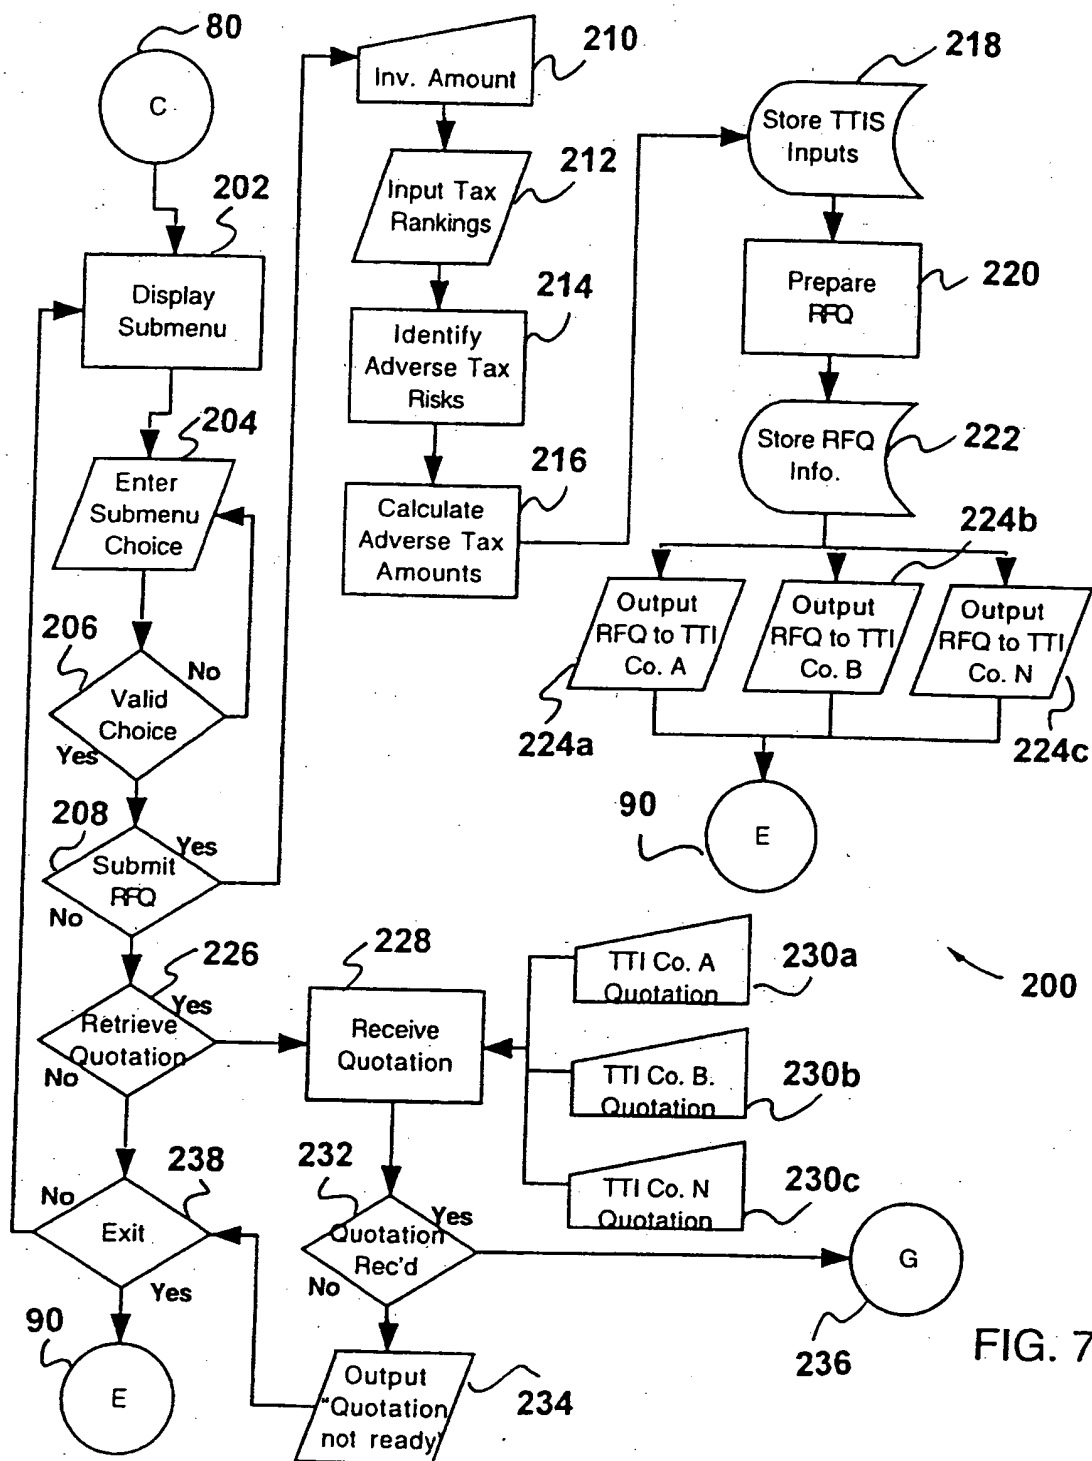 80
C
202
Display
Submenu
204
Enter
Submenu
Choice
206
No
Valid
Choice
Yes
208
Yes
Submit
RFQ
No
226
Yes
Retrieve
Quotation
No
238
No
Exit
Yes
90
E
210
Inv. Amount
212
Input Tax
Rankings
214
Identify
Adverse Tax
Risks
216
Calculate
Adverse Tax
Amounts
218
Store TTIS
Inputs
220
Prepare
RFQ
222
Store RFQ
Info.
224b
Output
RFQ to TTI
Co. A
Output
RFQ to TTI
Co. B
Output
RFQ to TTI
Co. N
224a
224c
90
E
228
Receive
Quotation
TTI Co. A
Quotation
230a
TTI Co. B.
Quotation
230b
TTI Co. N
Quotation
230c
200
232
Yes
Quotation
Rec'd
No
G
236
Output
"Quotation
not ready"
234
FIG. 7